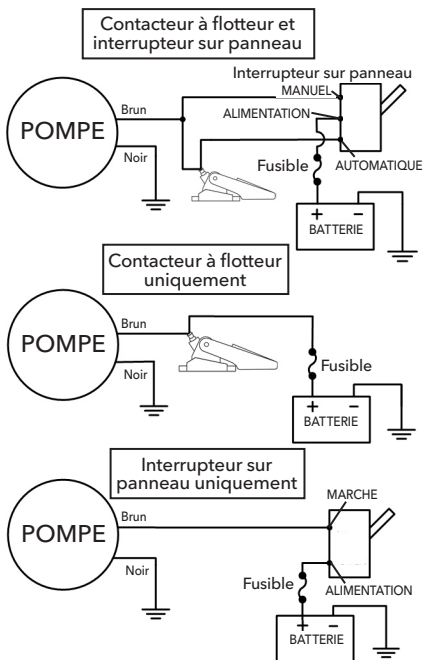 Contacteur à flotteur et
interrupteur sur panneau
Interrupteur sur panneau
MANUEL
Brun
ALIMENTATION
POMPE
Noir
Fusible
AUTOMATIQUE
+ –
BATTERIE
Contacteur à flotteur
uniquement
Brun
POMPE
Noir
Fusible
+ –
BATTERIE
Interrupteur sur
panneau uniquement
MARCHE
Brun
POMPE
Noir
Fusible
ALIMENTATION
+ –
BATTERIE